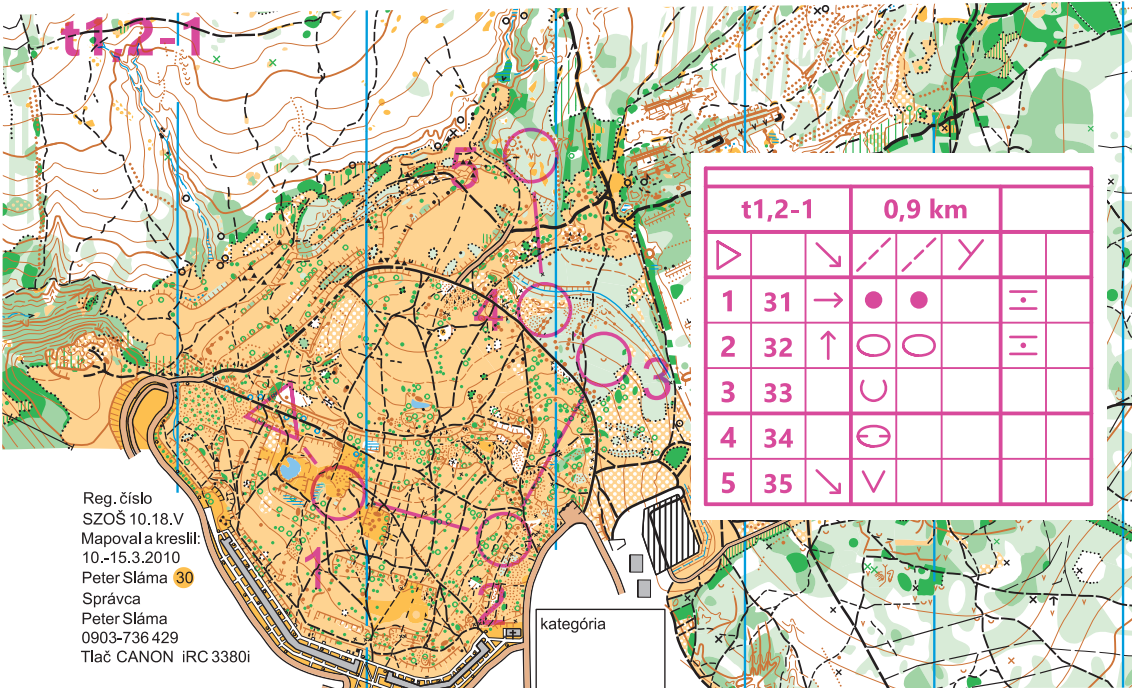 t1,2-1
5
4
3
1
2
t1,2-1 0,9 km
1 31
2 32
3 33
4 34
5 35
Reg. číslo
SZOŠ 10.18.V
Mapoval a kreslil:
10.-15.3.2010
Peter Sláma 30
Správca
Peter Sláma
0903-736 429
Tlač CANON iRC 3380i
kategória